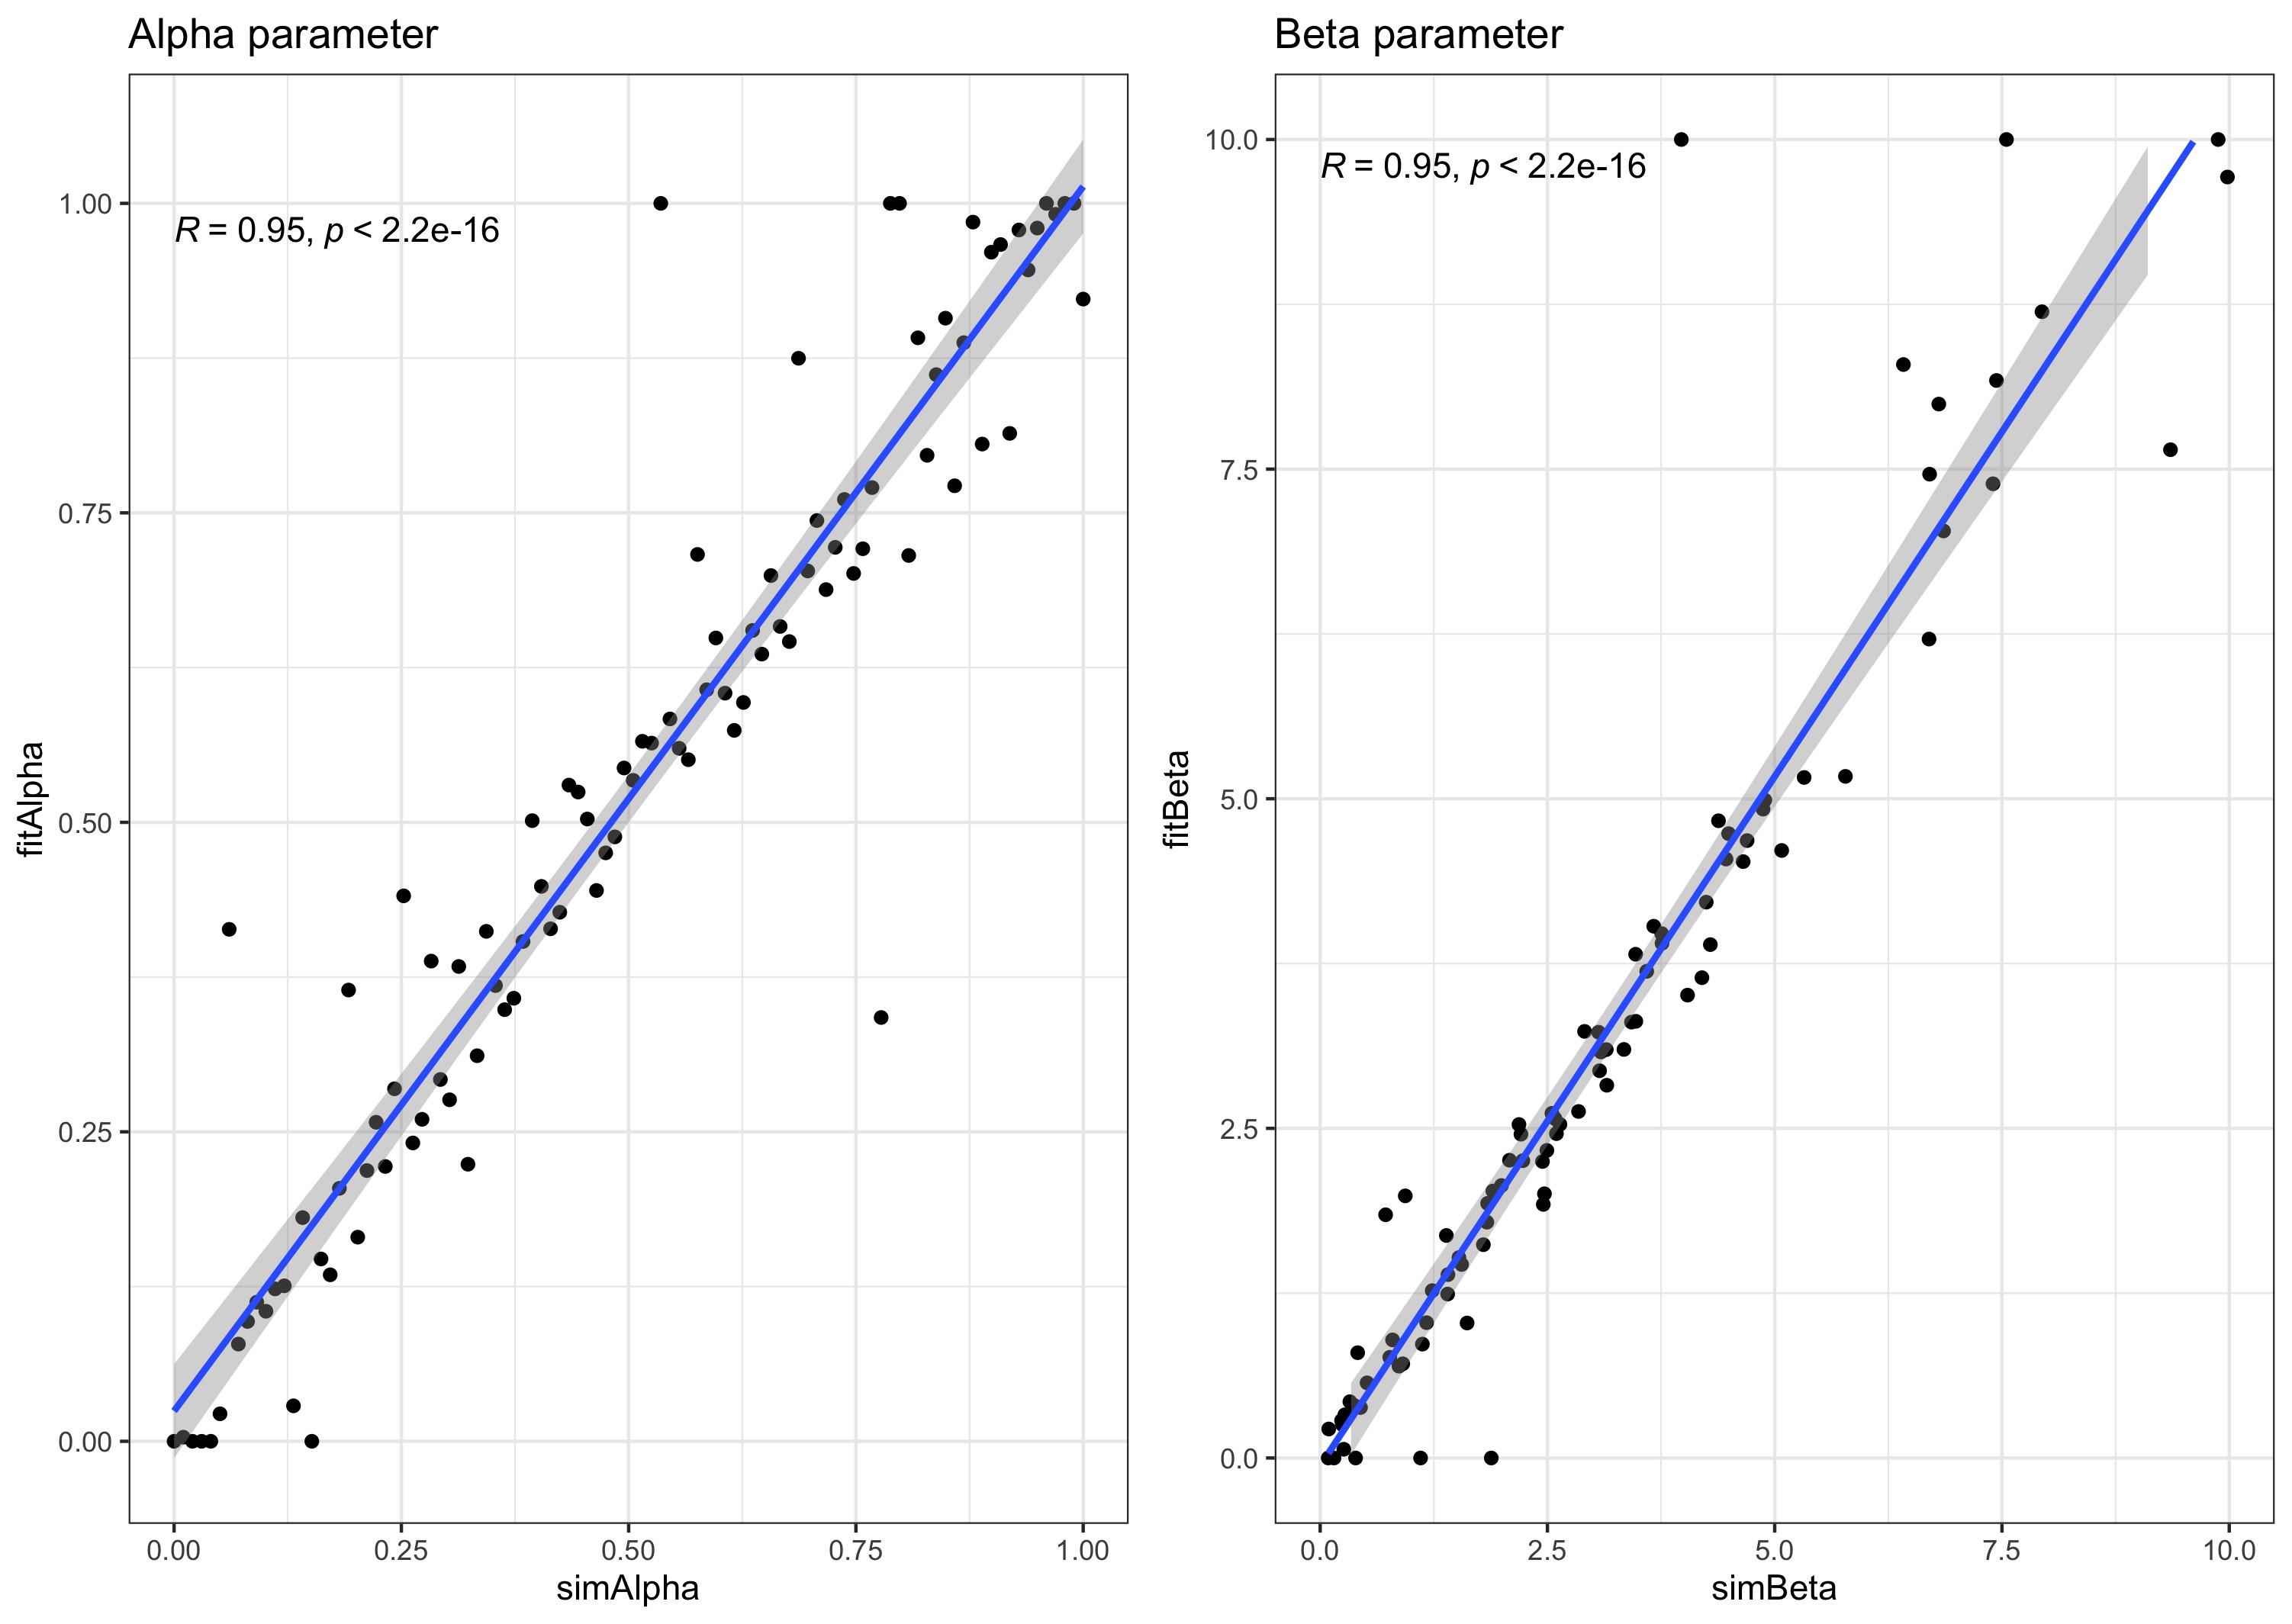 Alpha parameter
R = 0.95, p < 2.2e-16
1.00
0.75
0.50
0.25
0.00
fitAlpha
0.00 0.25 0.50 0.75 1.00
simAlpha
Beta parameter
R = 0.95, p < 2.2e-16
10.0
7.5
5.0
2.5
0.0
fitBeta
0.0 2.5 5.0 7.5 10.0
simBeta